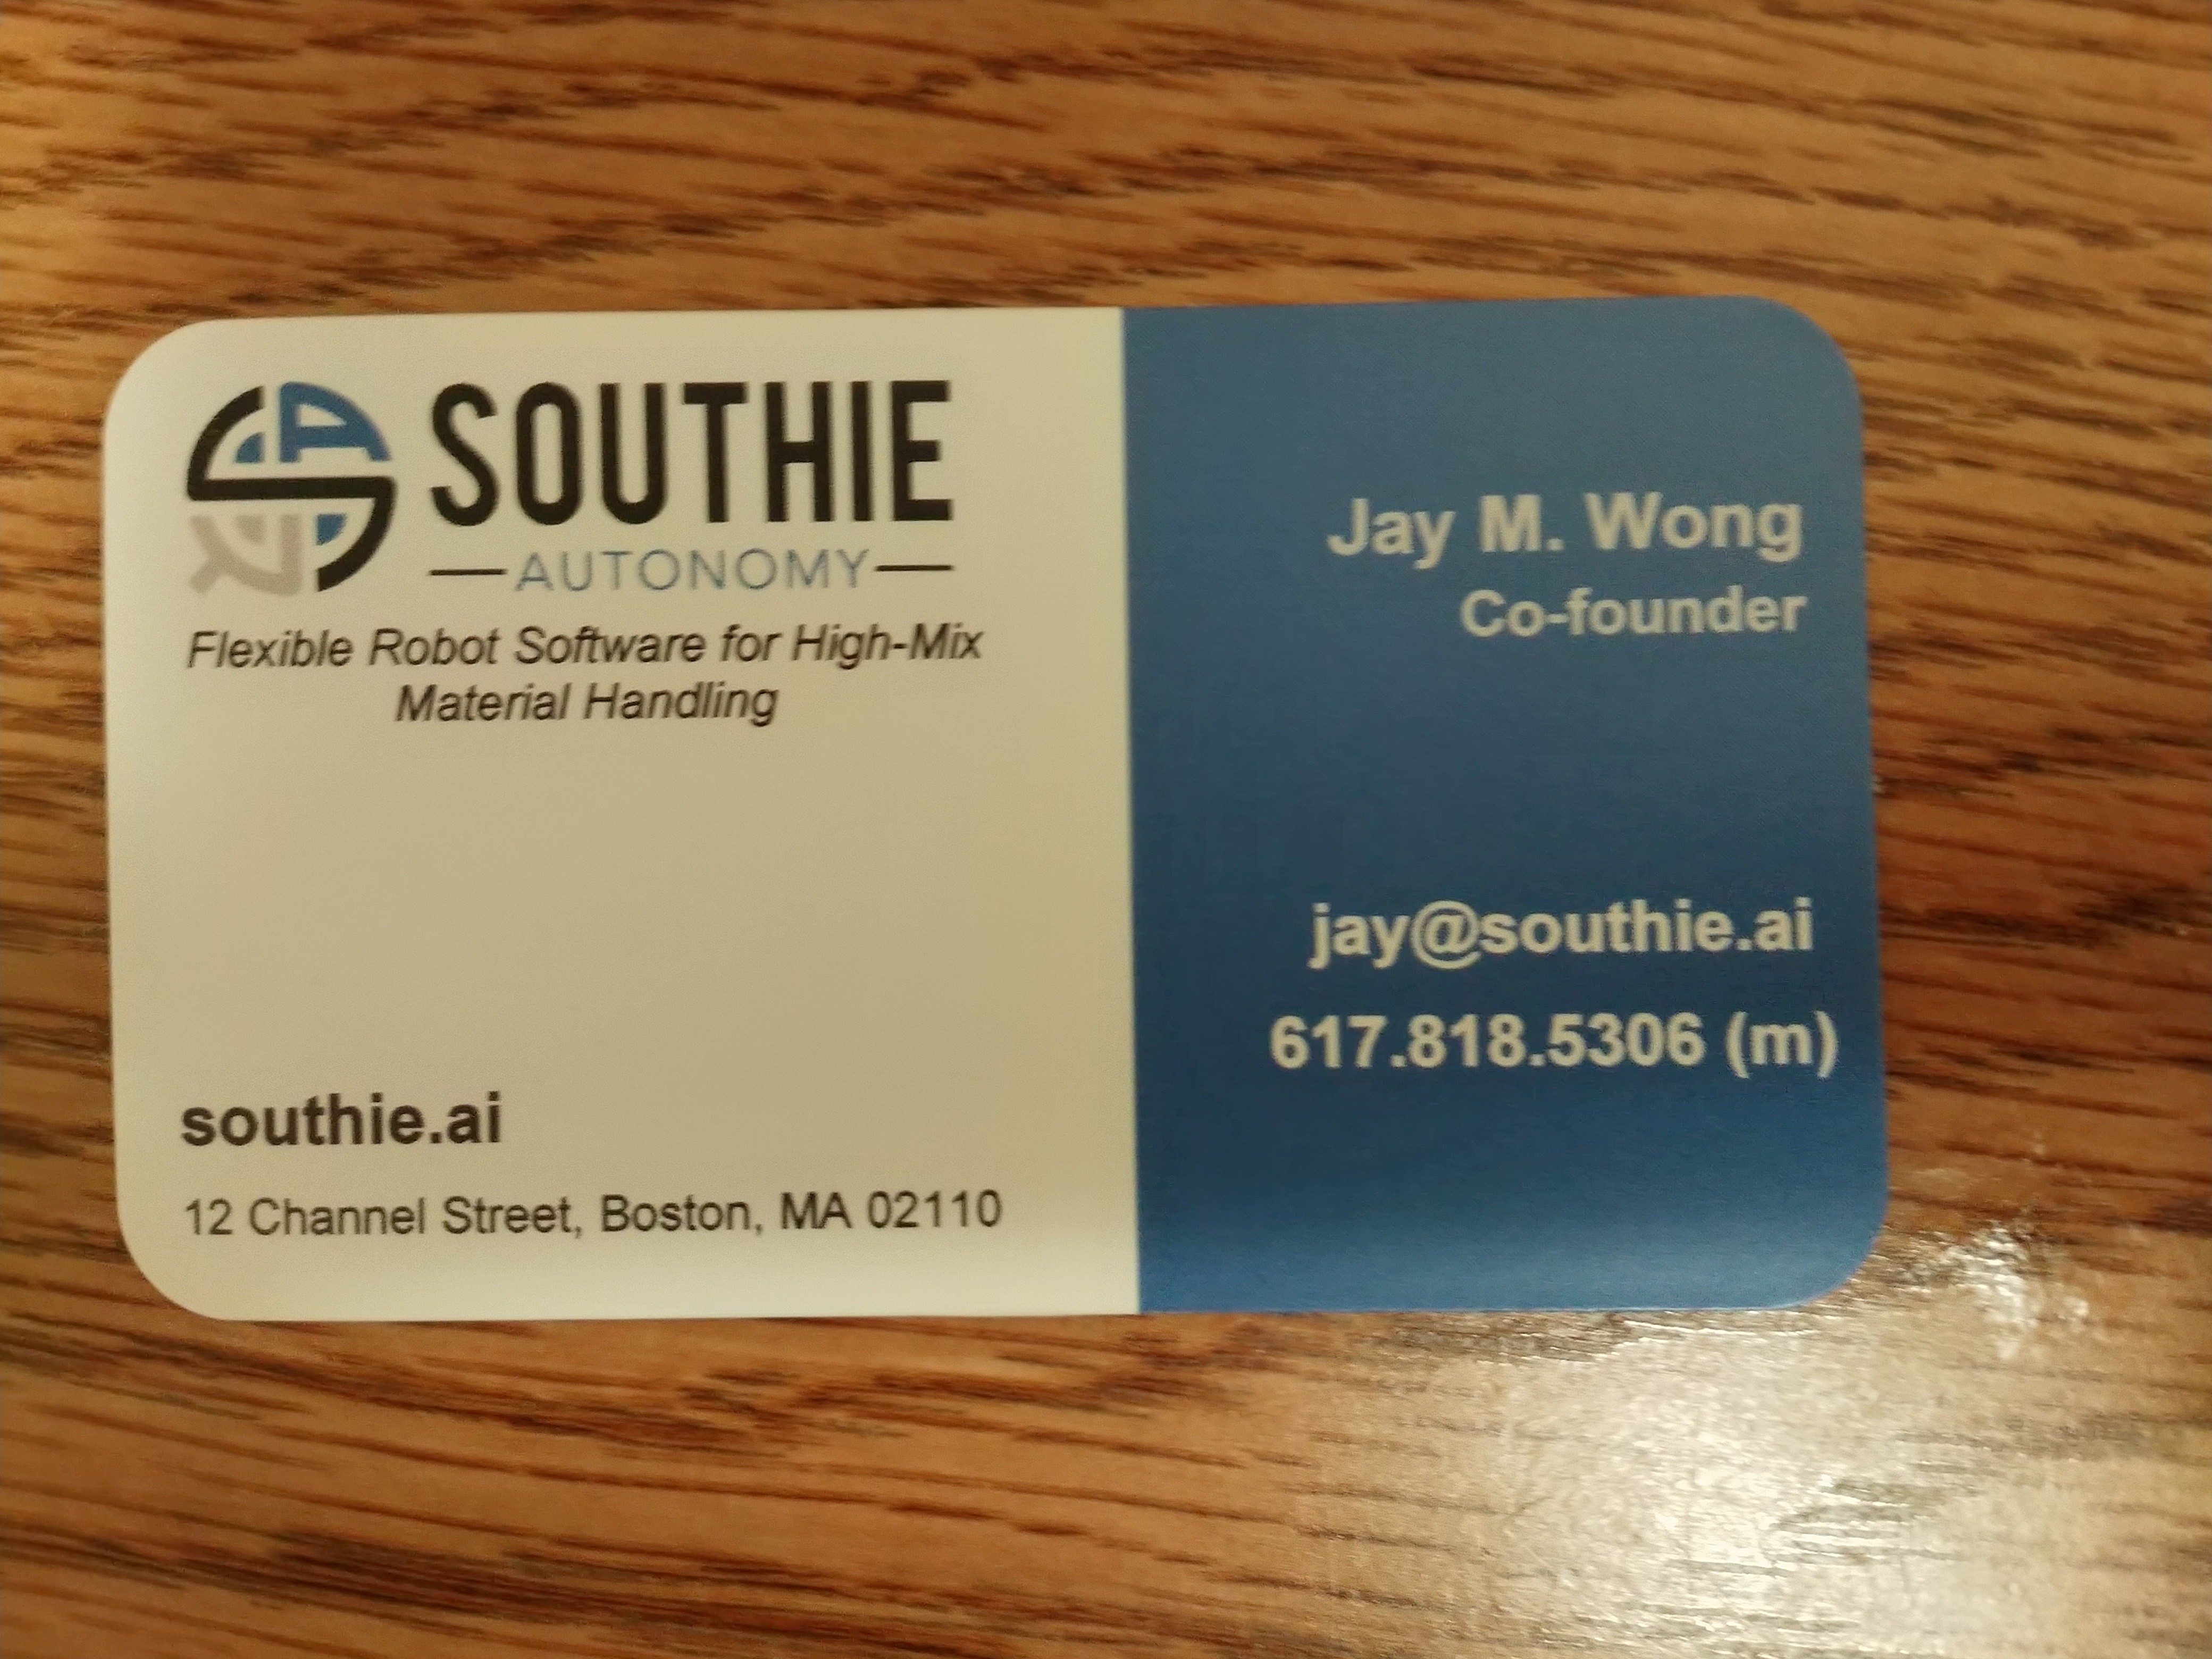 SOUTHIE
AUTONOMY
Flexible Robot Software for High-Mix
Material Handling
southie.ai
12 Channel Street, Boston, MA 02110
Jay M. Wong
Co-founder
jay@southie.ai
617.818.5306 (m)